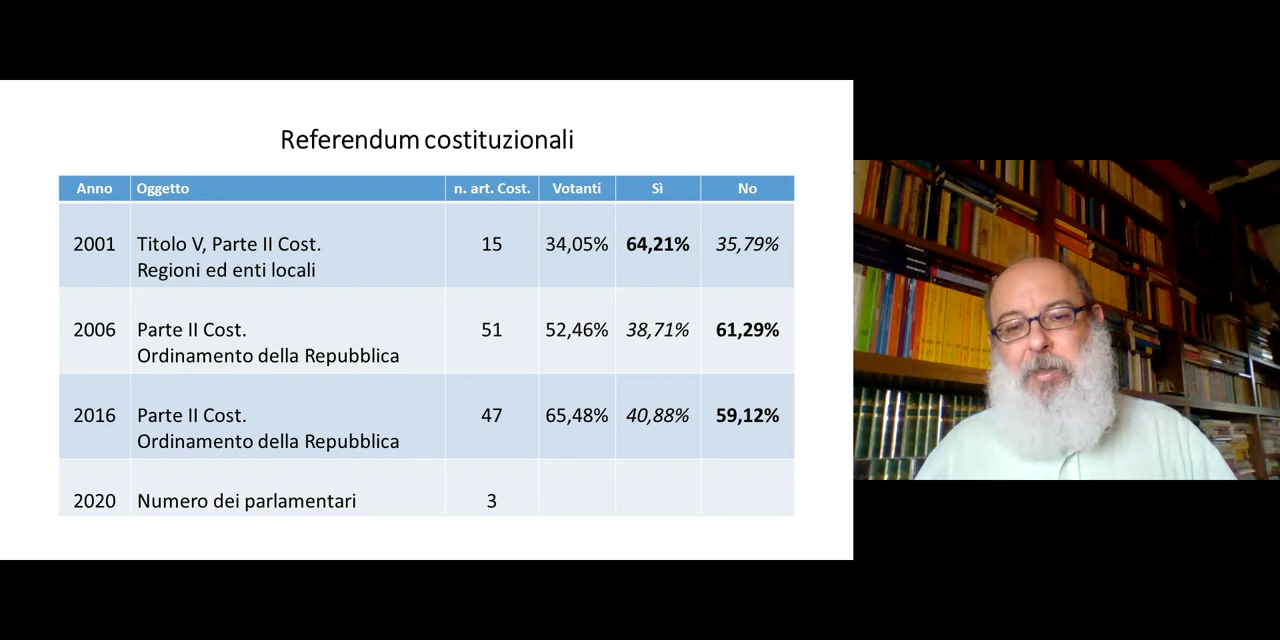 Referendum costituzionali
Anno Oggetto n. art. Cost. Votanti Sì No
2001 Titolo V, Parte II Cost. 15 34,05% 64,21% 35,79%
Regioni ed enti locali
2006 Parte II Cost. 51 52,46% 38,71% 61,29%
Ordinamento della Repubblica
2016 Parte II Cost. 47 65,48% 40,88% 59,12%
Ordinamento della Repubblica
2020 Numero dei parlamentari 3